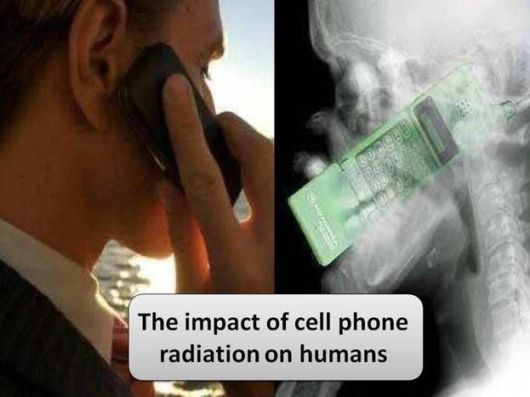 The impact of cell phone
radiation on humans